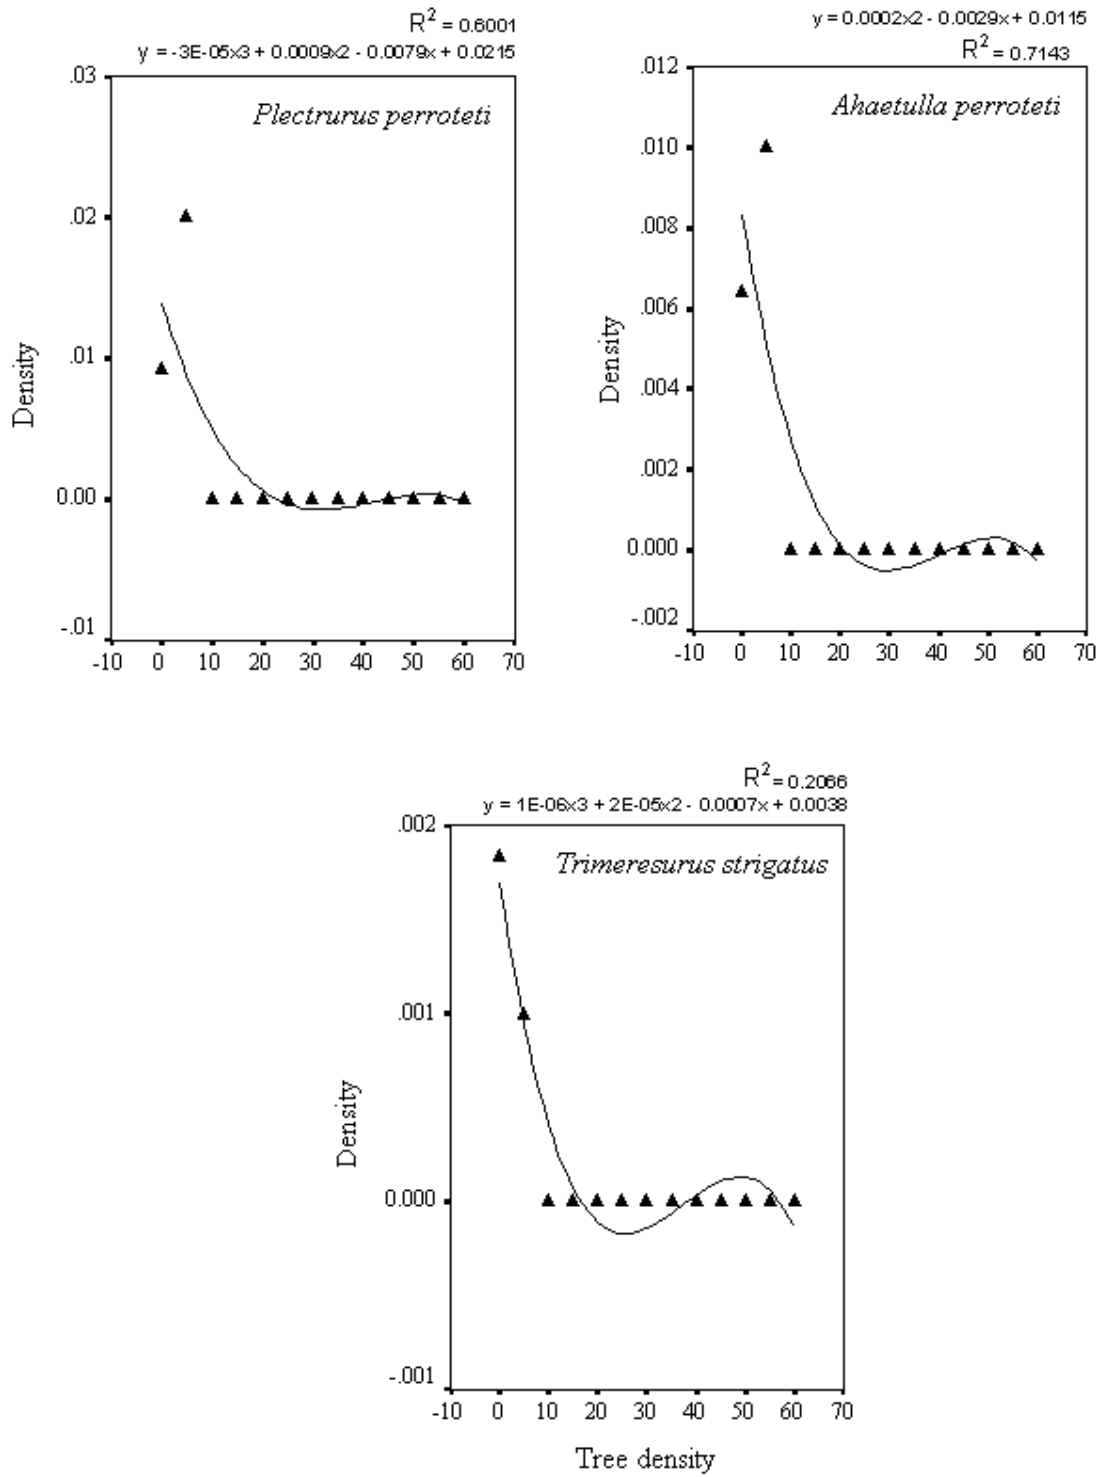 R2 = 0.6001
y = -3E-05x3 + 0.0009x2 - 0.0079x + 0.0215
.03
Plectrurus perroteti
.02
.01
0.00
-.01
Density
-10 0 10 20 30 40 50 60 70
y = 0.0002x2 - 0.0029x + 0.0115
R2 = 0.7143
.012
Ahaetulla perroteti
.010
.008
.006
.004
.002
0.000
-.002
Density
-10 0 10 20 30 40 50 60 70
R2 = 0.2066
y = 1E-06x3 + 2E-05x2 - 0.0007x + 0.0038
.002
Trimeresurus strigatus
.001
0.000
-.001
Density
-10 0 10 20 30 40 50 60 70
Tree density